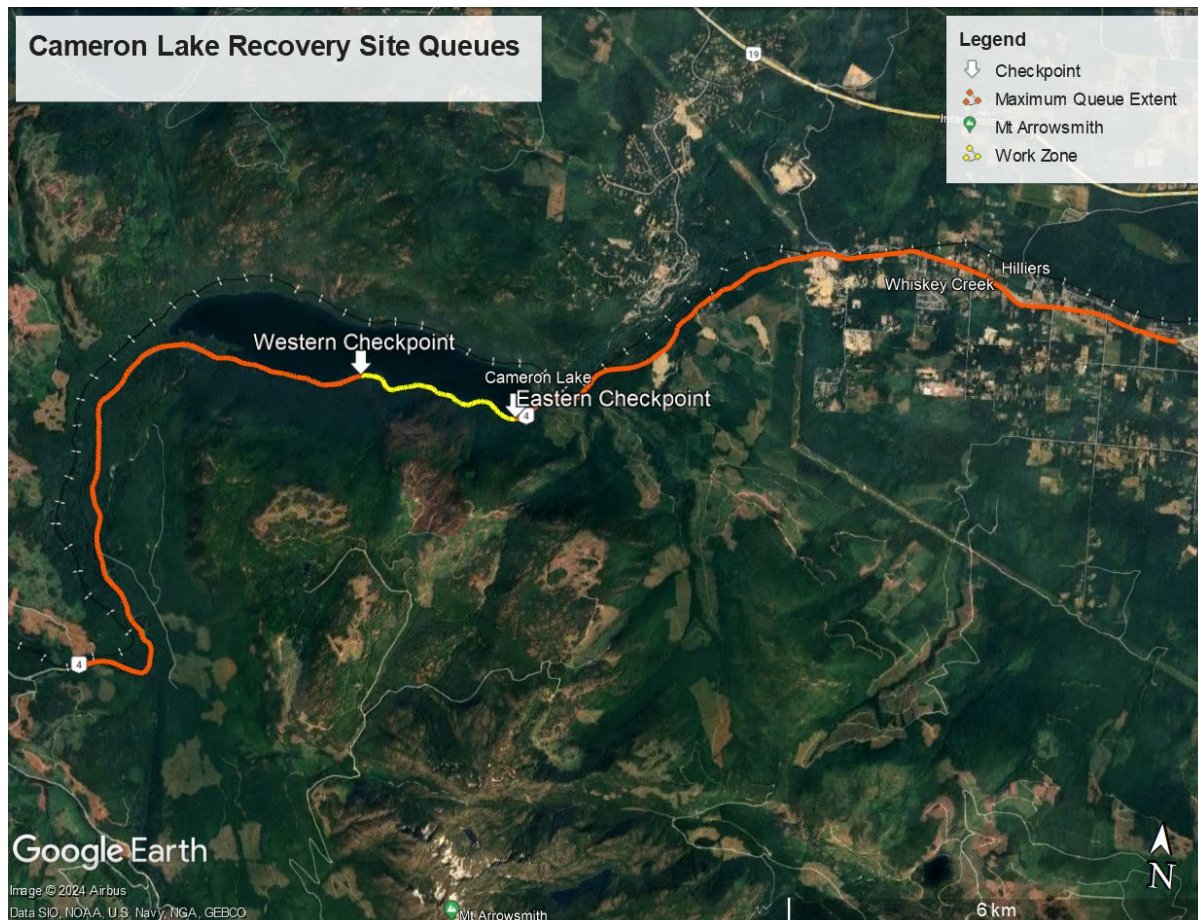 Cameron Lake Recovery Site Queues
Legend
Checkpoint
Maximum Queue Extent
Mt Arrowsmith
Work Zone
19
Hilliers
Whiskey Creek
Western Checkpoint
Cameron Lake
Eastern Checkpoint
4
4
Google Earth
Image © 2024 Airbus
Data SIO, NOAA, U.S. Navy, NGA, GEBCO
Mt Arrowsmith
6 km
N